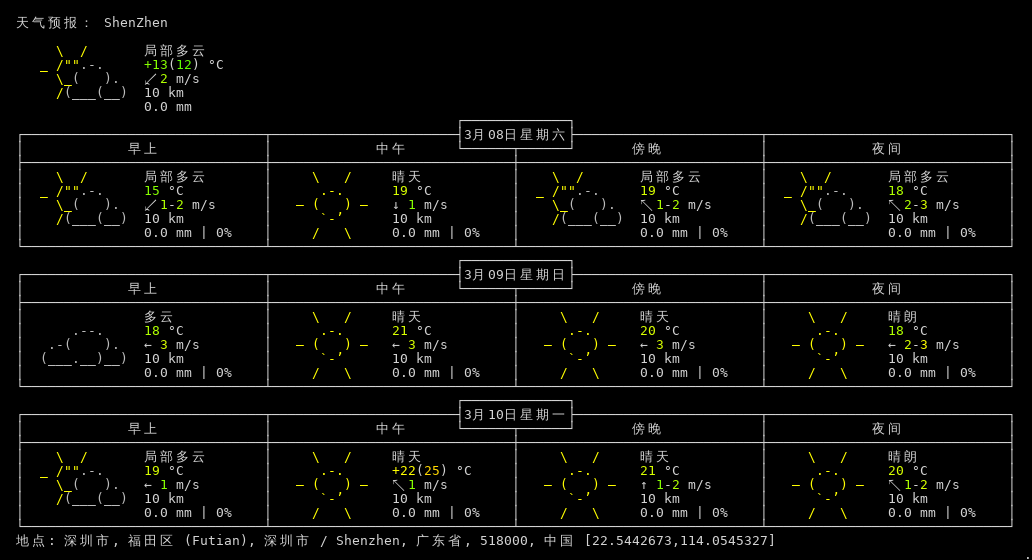 天气预报： ShenZhen
局部多云
+13(12) °C
↙ 2 m/s
10 km
0.0 mm
3月08日星期六
早上 中午 傍晚 夜间
局部多云 晴天 局部多云 局部多云
15 °C 19 °C 19 °C 18 °C
↙ 1-2 m/s ↓ 1 m/s ↖ 1-2 m/s ↖ 2-3 m/s
10 km 10 km 10 km 10 km
0.0 mm | 0% 0.0 mm | 0% 0.0 mm | 0% 0.0 mm | 0%
3月09日星期日
早上 中午 傍晚 夜间
多云 晴天 晴天 晴朗
18 °C 21 °C 20 °C 18 °C
← 3 m/s ← 3 m/s ← 3 m/s ← 2-3 m/s
10 km 10 km 10 km 10 km
0.0 mm | 0% 0.0 mm | 0% 0.0 mm | 0% 0.0 mm | 0%
3月10日星期一
早上 中午 傍晚 夜间
局部多云 晴天 晴天 晴朗
19 °C +22(25) °C 21 °C 20 °C
← 1 m/s ↖ 1 m/s ↑ 1-2 m/s ↖ 1-2 m/s
10 km 10 km 10 km 10 km
0.0 mm | 0% 0.0 mm | 0% 0.0 mm | 0% 0.0 mm | 0%
地点: 深圳市, 福田区 (Futian), 深圳市 / Shenzhen, 广东省, 518000, 中国 [22.5442673,114.0545327]